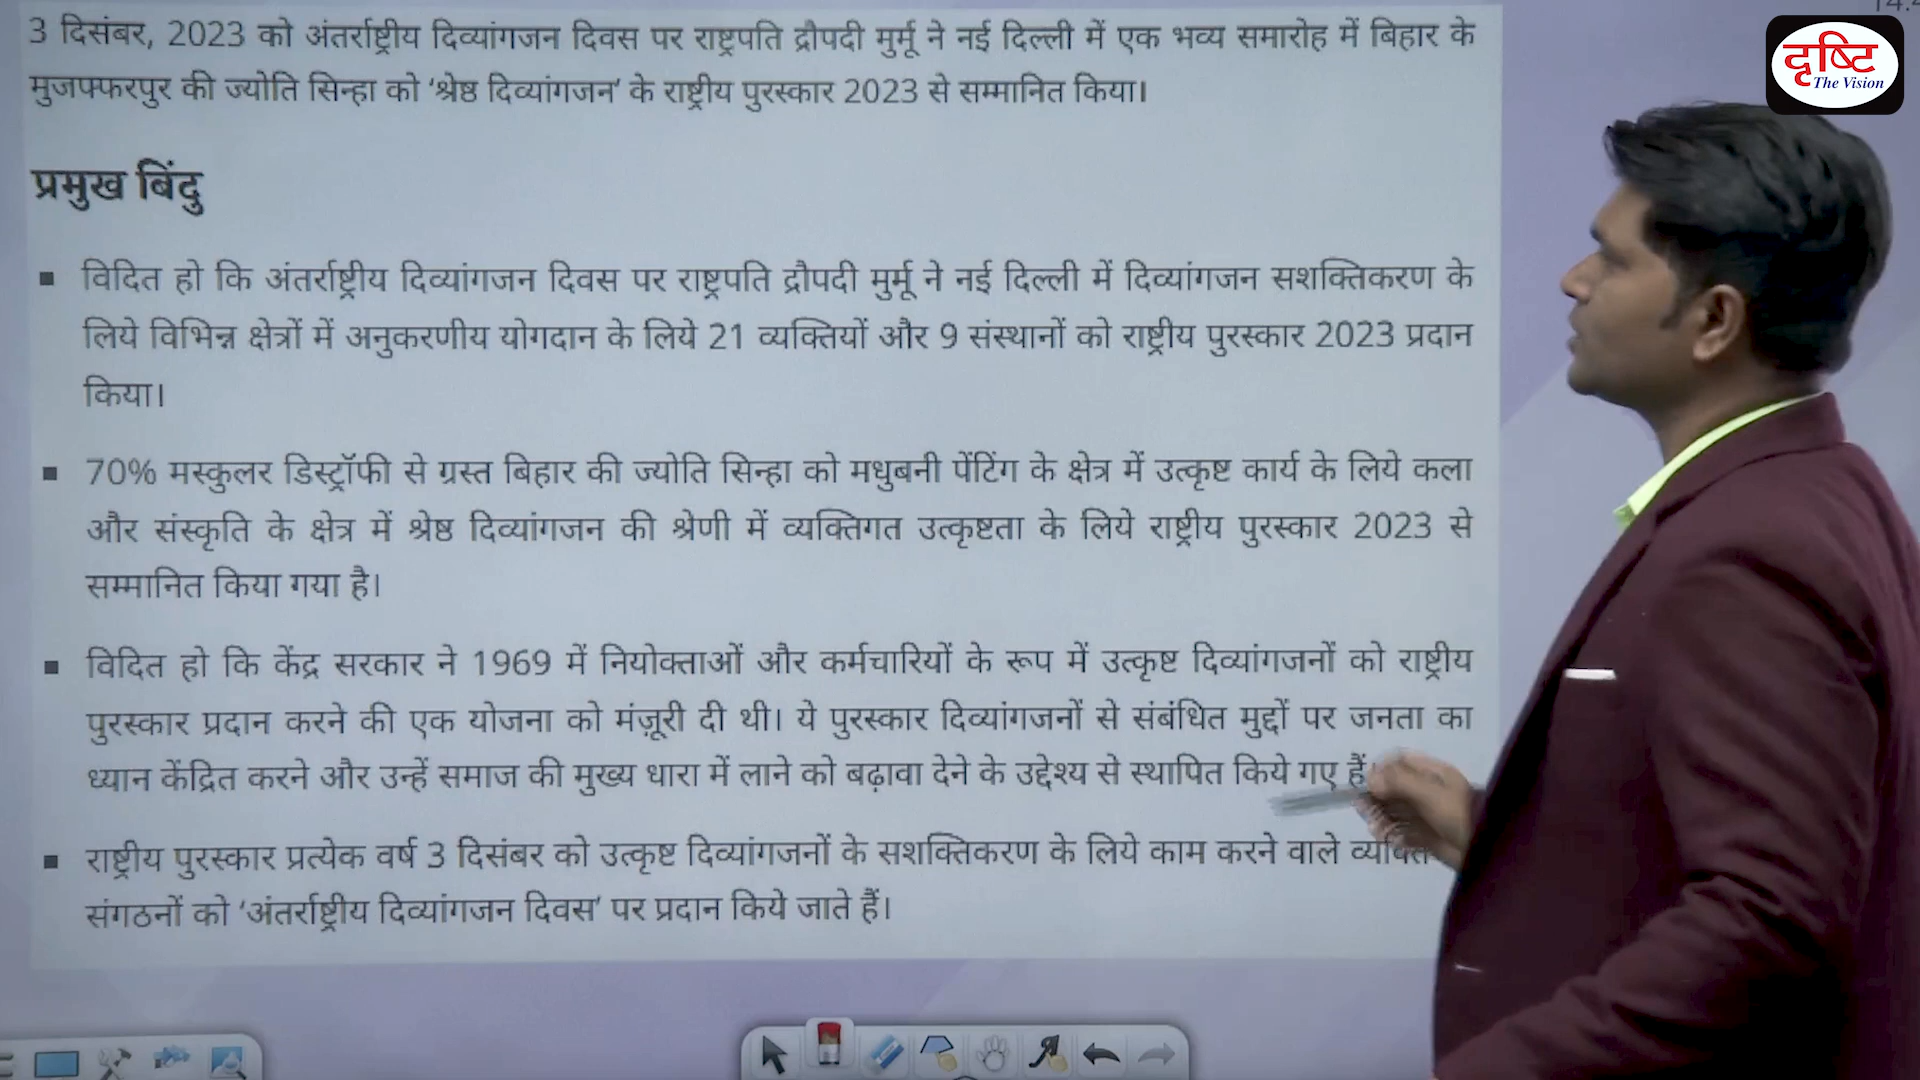 3 दिसंबर, 2023 को अंतर्राष्ट्रीय दिव्यांगजन दिवस पर राष्ट्रपति द्रौपदी मुर्मू ने नई दिल्ली में एक भव्य समारोह में बिहार के
मुजफ्फरपुर की ज्योति सिन्हा को ‘श्रेष्ठ दिव्यांगजन’ के राष्ट्रीय पुरस्कार 2023 से सम्मानित किया।
प्रमुख बिंदु
▪ विदित हो कि अंतर्राष्ट्रीय दिव्यांगजन दिवस पर राष्ट्रपति द्रौपदी मुर्मू ने नई दिल्ली में दिव्यांगजन सशक्तिकरण के
लिये विभिन्न क्षेत्रों में अनुकरणीय योगदान के लिये 21 व्यक्तियों और 9 संस्थानों को राष्ट्रीय पुरस्कार 2023 प्रदान
किया।
▪ 70% मस्कुलर डिस्ट्रॉफी से ग्रस्त बिहार की ज्योति सिन्हा को मधुबनी पेंटिंग के क्षेत्र में उत्कृष्ट कार्य के लिये कला
और संस्कृति के क्षेत्र में श्रेष्ठ दिव्यांगजन की श्रेणी में व्यक्तिगत उत्कृष्टता के लिये राष्ट्रीय पुरस्कार 2023 से
सम्मानित किया गया है।
▪ विदित हो कि केंद्र सरकार ने 1969 में नियोक्ताओं और कर्मचारियों के रूप में उत्कृष्ट दिव्यांगजनों को राष्ट्रीय
पुरस्कार प्रदान करने की एक योजना को मंज़ूरी दी थी। ये पुरस्कार दिव्यांगजनों से संबंधित मुद्दों पर जनता का
ध्यान केंद्रित करने और उन्हें समाज की मुख्य धारा में लाने को बढ़ावा देने के उद्देश्य से स्थापित किये गए हैं।
▪ राष्ट्रीय पुरस्कार प्रत्येक वर्ष 3 दिसंबर को उत्कृष्ट दिव्यांगजनों के सशक्तिकरण के लिये काम करने वाले
संगठनों को ‘अंतर्राष्ट्रीय दिव्यांगजन दिवस’ पर प्रदान किये जाते हैं।
दृष्टि
The Vision